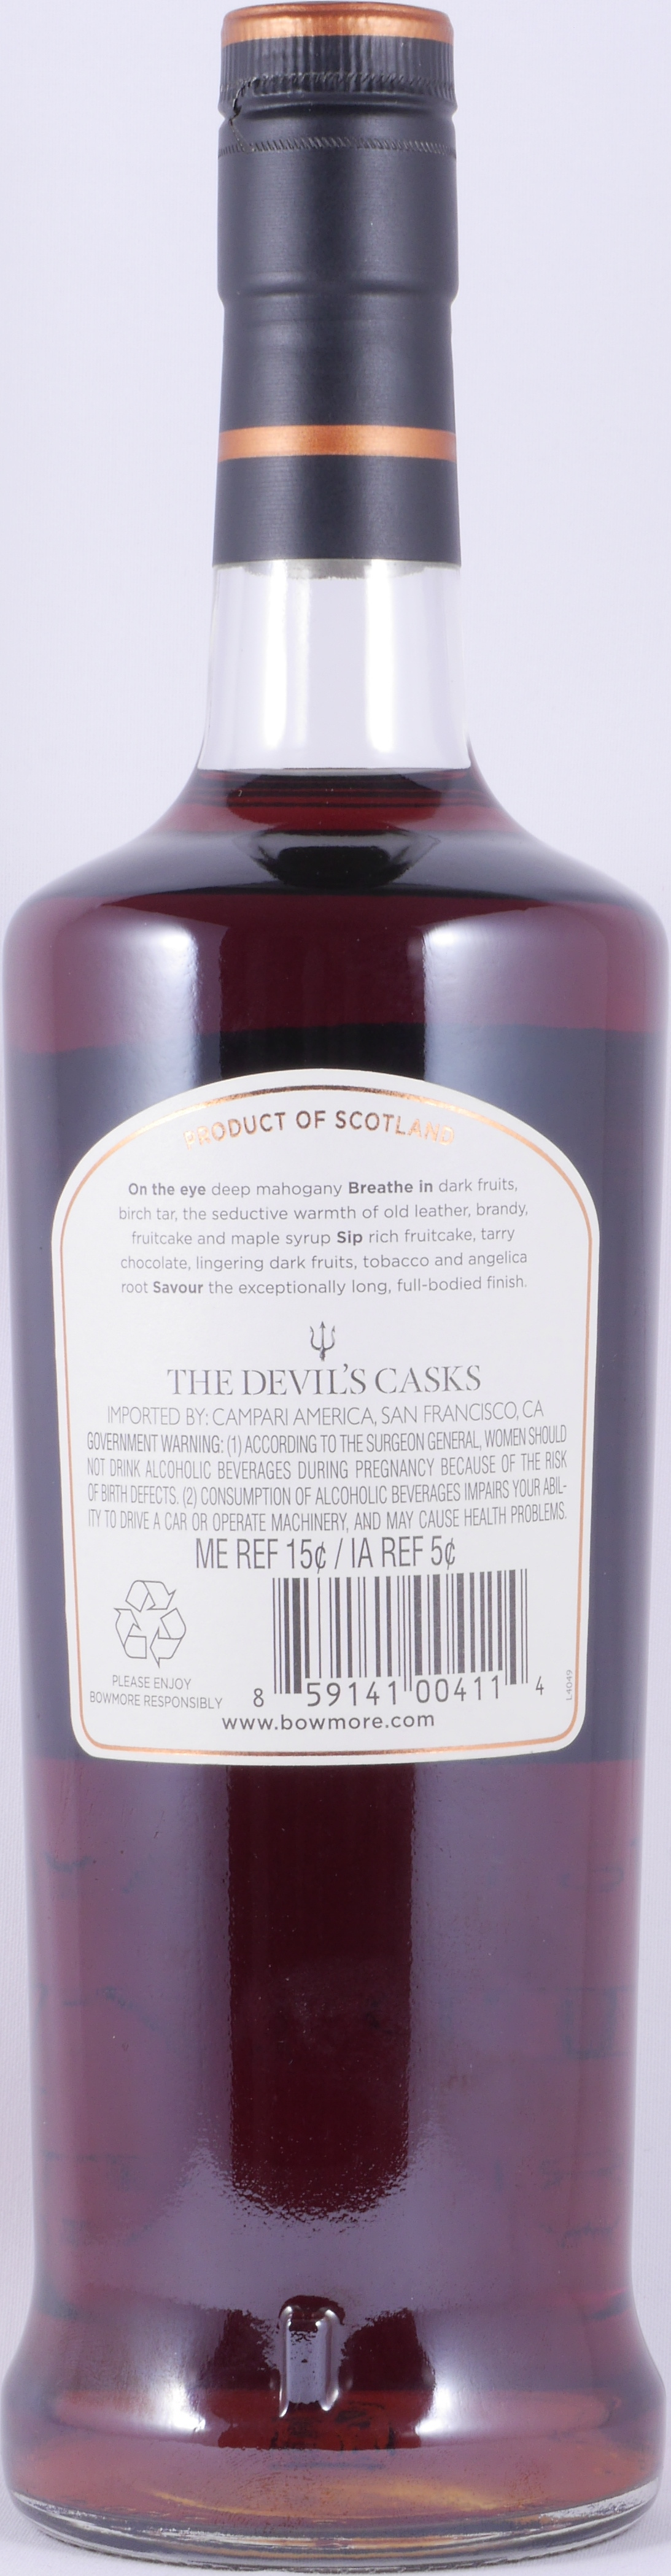 PRODUCT OF SCOTLAND
On the eye deep mahogany Breathe in dark fruits,
birch tar, the seductive warmth of old leather, brandy,
fruitcake and maple syrup Sip rich fruitcake, tarry
chocolate, lingering dark fruits, tobacco and angelica
root Savour the exceptionally long, full-bodied finish.
THE DEVIL'S CASKS
IMPORTED BY: CAMPARI AMERICA, SAN FRANCISCO, CA
GOVERNMENT WARNING: (1) ACCORDING TO THE SURGEON GENERAL, WOMEN SHOULD
NOT DRINK ALCOHOLIC BEVERAGES DURING PREGNANCY BECAUSE OF THE RISK
OF BIRTH DEFECTS. (2) CONSUMPTION OF ALCOHOLIC BEVERAGES IMPAIRS YOUR ABIL-
ITY TO DRIVE A CAR OR OPERATE MACHINERY, AND MAY CAUSE HEALTH PROBLEMS.
ME REF 15¢ / IA REF 5¢
PLEASE ENJOY
BOWMORE RESPONSIBLY
8 59141 00411 4
L4049
www.bowmore.com